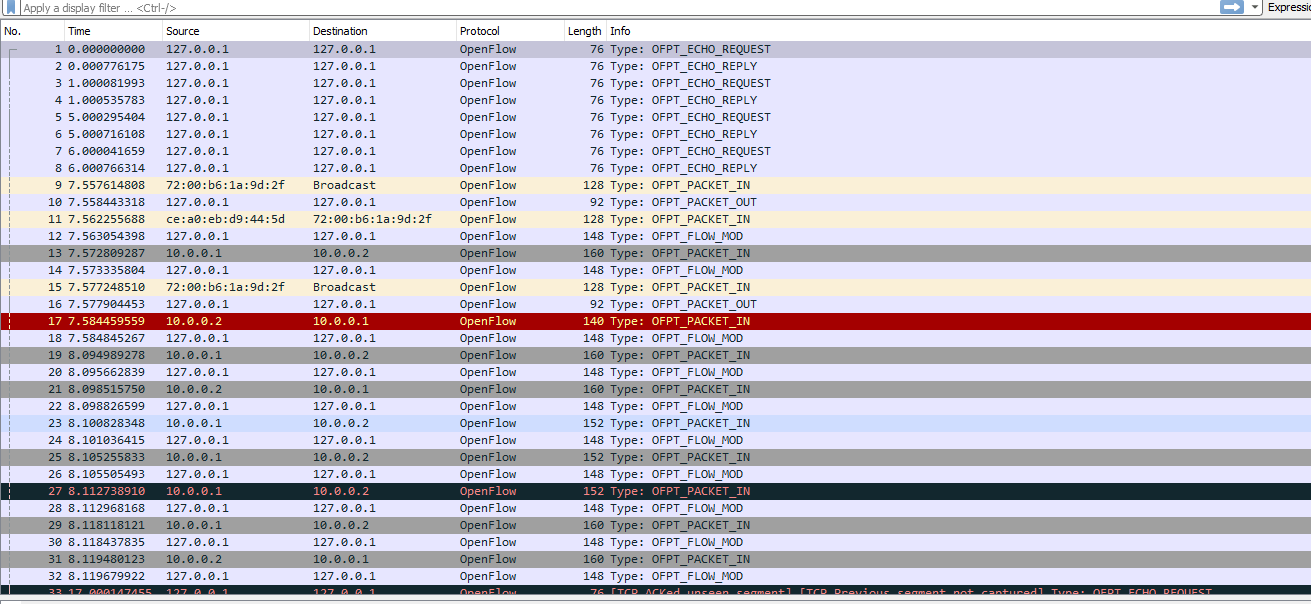 Apply a display filter ... <Ctrl-/> Expressio
No. Time Source Destination Protocol Length Info
1 0.000000000 127.0.0.1 127.0.0.1 OpenFlow 76 Type: OFPT_ECHO_REQUEST
2 0.000776175 127.0.0.1 127.0.0.1 OpenFlow 76 Type: OFPT_ECHO_REPLY
3 1.000081993 127.0.0.1 127.0.0.1 OpenFlow 76 Type: OFPT_ECHO_REQUEST
4 1.000535783 127.0.0.1 127.0.0.1 OpenFlow 76 Type: OFPT_ECHO_REPLY
5 5.000295404 127.0.0.1 127.0.0.1 OpenFlow 76 Type: OFPT_ECHO_REQUEST
6 5.000716108 127.0.0.1 127.0.0.1 OpenFlow 76 Type: OFPT_ECHO_REPLY
7 6.000041659 127.0.0.1 127.0.0.1 OpenFlow 76 Type: OFPT_ECHO_REQUEST
8 6.000766314 127.0.0.1 127.0.0.1 OpenFlow 76 Type: OFPT_ECHO_REPLY
9 7.557614808 72:00:b6:1a:9d:2f Broadcast OpenFlow 128 Type: OFPT_PACKET_IN
10 7.558443318 127.0.0.1 127.0.0.1 OpenFlow 92 Type: OFPT_PACKET_OUT
11 7.562255688 ce:a0:eb:d9:44:5d 72:00:b6:1a:9d:2f OpenFlow 128 Type: OFPT_PACKET_IN
12 7.563054398 127.0.0.1 127.0.0.1 OpenFlow 148 Type: OFPT_FLOW_MOD
13 7.572809287 10.0.0.1 10.0.0.2 OpenFlow 160 Type: OFPT_PACKET_IN
14 7.573335804 127.0.0.1 127.0.0.1 OpenFlow 148 Type: OFPT_FLOW_MOD
15 7.577248510 72:00:b6:1a:9d:2f Broadcast OpenFlow 128 Type: OFPT_PACKET_IN
16 7.577904453 127.0.0.1 127.0.0.1 OpenFlow 92 Type: OFPT_PACKET_OUT
17 7.584459559 10.0.0.2 10.0.0.1 OpenFlow 140 Type: OFPT_PACKET_IN
18 7.584845267 127.0.0.1 127.0.0.1 OpenFlow 148 Type: OFPT_FLOW_MOD
19 8.094989278 10.0.0.1 10.0.0.2 OpenFlow 160 Type: OFPT_PACKET_IN
20 8.095662839 127.0.0.1 127.0.0.1 OpenFlow 148 Type: OFPT_FLOW_MOD
21 8.098515750 10.0.0.2 10.0.0.1 OpenFlow 160 Type: OFPT_PACKET_IN
22 8.098826599 127.0.0.1 127.0.0.1 OpenFlow 148 Type: OFPT_FLOW_MOD
23 8.100828348 10.0.0.1 10.0.0.2 OpenFlow 152 Type: OFPT_PACKET_IN
24 8.101036415 127.0.0.1 127.0.0.1 OpenFlow 148 Type: OFPT_FLOW_MOD
25 8.105255833 10.0.0.1 10.0.0.2 OpenFlow 152 Type: OFPT_PACKET_IN
26 8.105505493 127.0.0.1 127.0.0.1 OpenFlow 148 Type: OFPT_FLOW_MOD
27 8.112738910 10.0.0.1 10.0.0.2 OpenFlow 152 Type: OFPT_PACKET_IN
28 8.112968168 127.0.0.1 127.0.0.1 OpenFlow 148 Type: OFPT_FLOW_MOD
29 8.118118121 10.0.0.1 10.0.0.2 OpenFlow 160 Type: OFPT_PACKET_IN
30 8.118437835 127.0.0.1 127.0.0.1 OpenFlow 148 Type: OFPT_FLOW_MOD
31 8.119480123 10.0.0.2 10.0.0.1 OpenFlow 160 Type: OFPT_PACKET_IN
32 8.119679922 127.0.0.1 127.0.0.1 OpenFlow 148 Type: OFPT_FLOW_MOD
33 17.000147455 127.0.0.1 127.0.0.1 OpenFlow 76 [TCP ACKed unseen segment] [TCP Previous segment not captured] Type: OFPT_ECHO_REQUEST